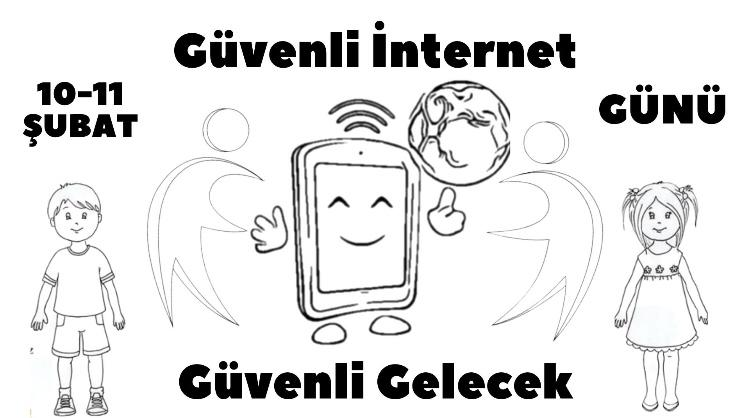 Güvenli İnternet
10-11
ŞUBAT
GÜNÜ
Güvenli Gelecek